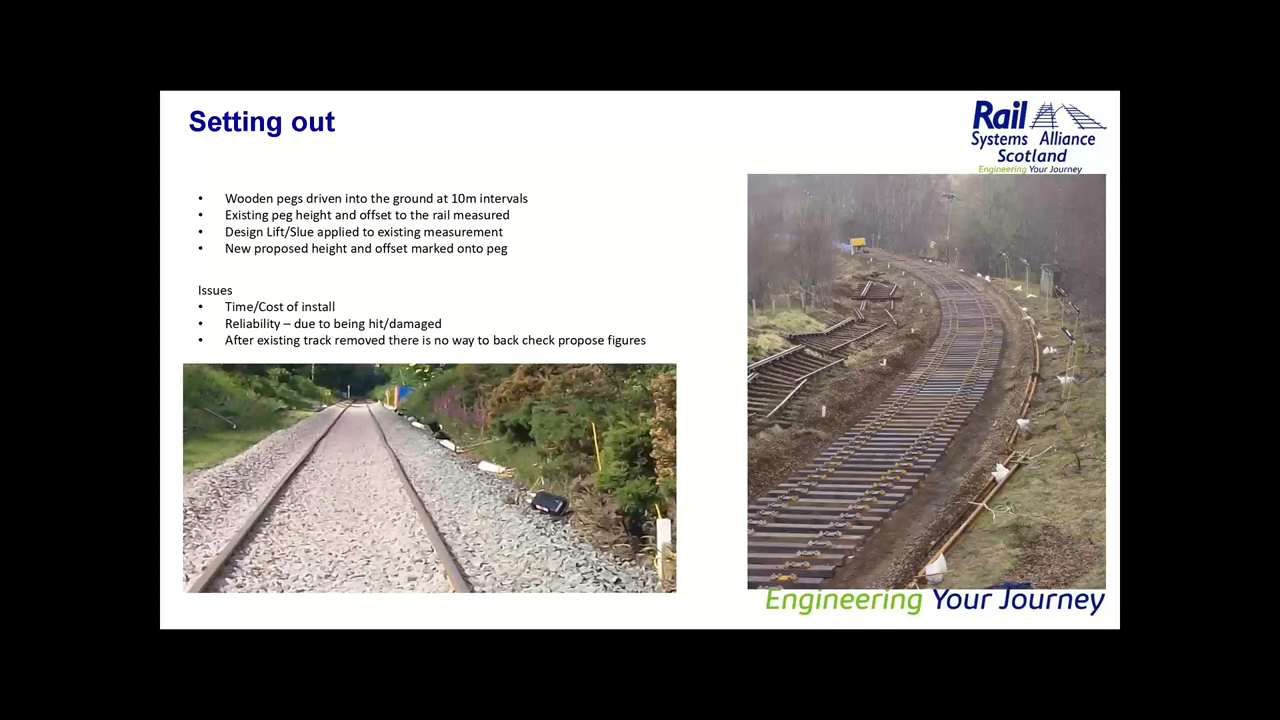 Setting out
Rail
Systems Alliance
Scotland
Engineering Your Journey
• Wooden pegs driven into the ground at 10m intervals
• Existing peg height and offset to the rail measured
• Design Lift/Slue applied to existing measurement
• New proposed height and offset marked onto peg
Issues
• Time/Cost of install
• Reliability – due to being hit/damaged
• After existing track removed there is no way to back check propose figures
Engineering Your Journey